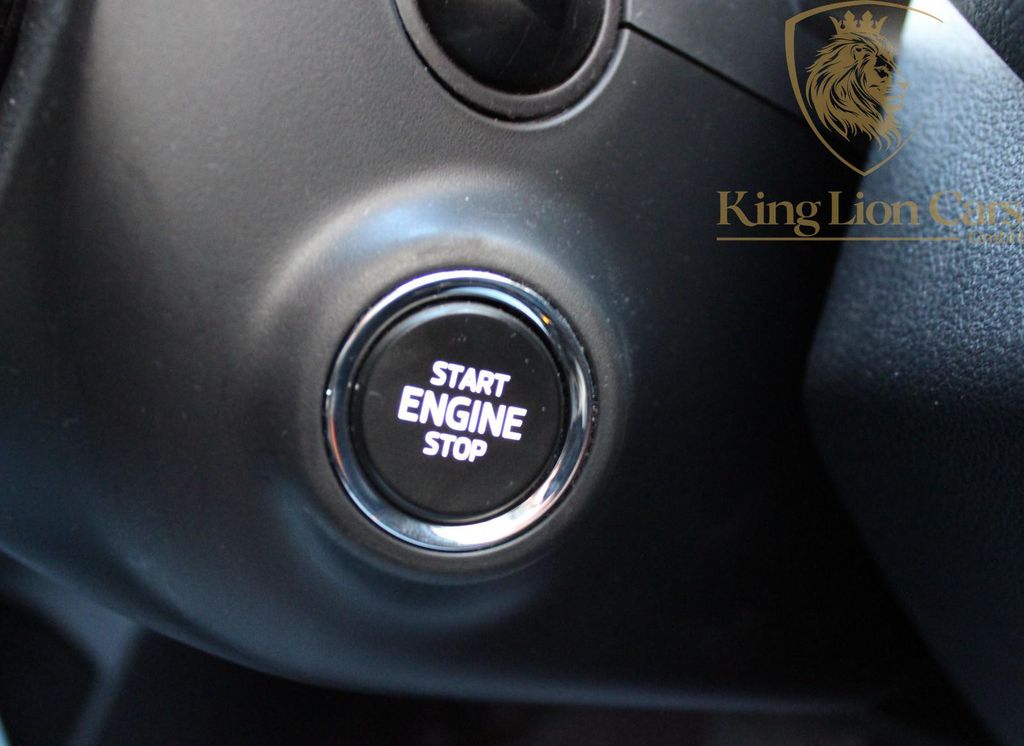 King Lion Cars
START
ENGINE
STOP